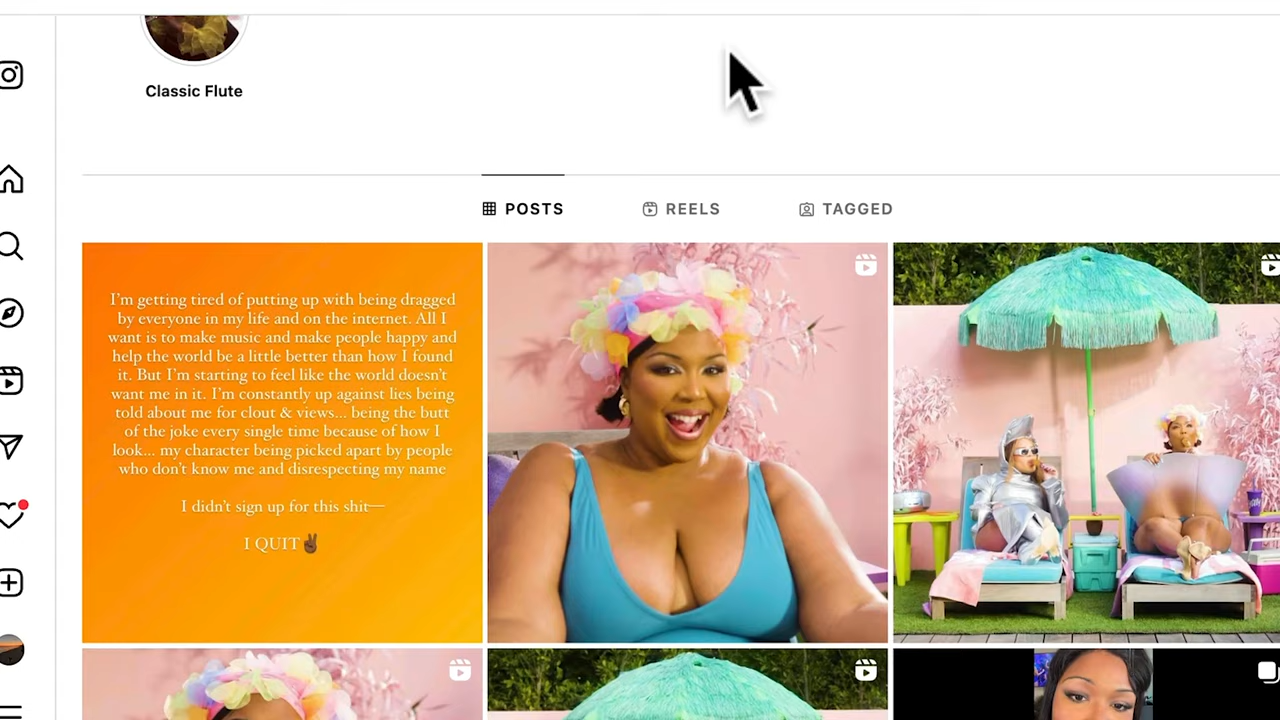 Classic Flute
POSTS
REELS
TAGGED
I'm getting tired of putting up with being dragged
by everyone in my life and on the internet. All I
want is to make music and make people happy and
help the world be a little better than how I found
it. But I'm starting to feel like the world doesn't
want me in it. I'm constantly up against lies being
told about me for clout & views... being the butt
of the joke every single time because of how I
look... my character being picked apart by people
who don't know me and disrespecting my name
I didn't sign up for this shit—
I QUIT✌🏾